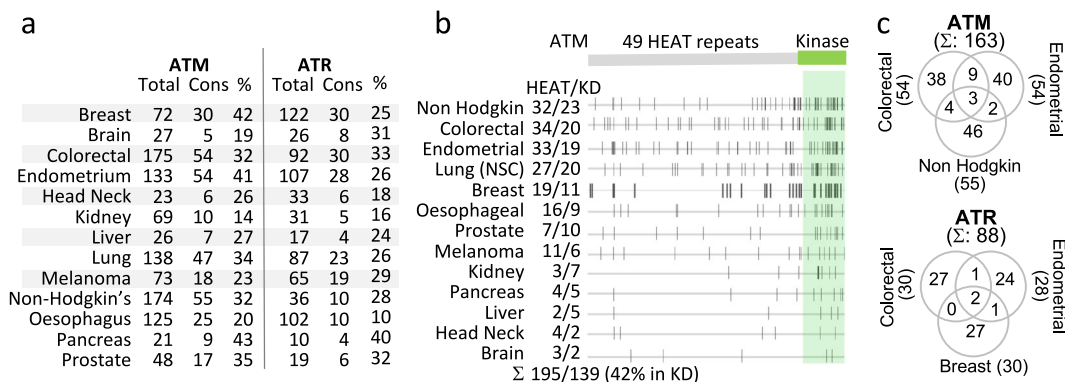 a
ATM ATR
Total Cons % Total Cons %
Breast 72 30 42 122 30 25
Brain 27 5 19 26 8 31
Colorectal 175 54 32 92 30 33
Endometrium 133 54 41 107 28 26
Head Neck 23 6 26 33 6 18
Kidney 69 10 14 31 5 16
Liver 26 7 27 17 4 24
Lung 138 47 34 87 23 26
Melanoma 73 18 23 65 19 29
Non-Hodgkin's 174 55 32 36 10 28
Oesophagus 125 25 20 102 10 10
Pancreas 21 9 43 10 4 40
Prostate 48 17 35 19 6 32
b
ATM 49 HEAT repeats Kinase
HEAT/KD
Non Hodgkin 32/23
Colorectal 34/20
Endometrial 33/19
Lung (NSC) 27/20
Breast 19/11
Oesophageal 16/9
Prostate 7/10
Melanoma 11/6
Kidney 3/7
Pancreas 4/5
Liver 2/5
Head Neck 4/2
Brain 3/2
Σ 195/139 (42% in KD)
c
ATM
(Σ: 163)
Colorectal
(54)
Endometrial
(54)
38 9 40
3
4 2
46
Non Hodgkin
(55)
ATR
(Σ: 88)
Colorectal
(30)
Endometrial
(28)
27 1 24
2
0 1
27
Breast (30)